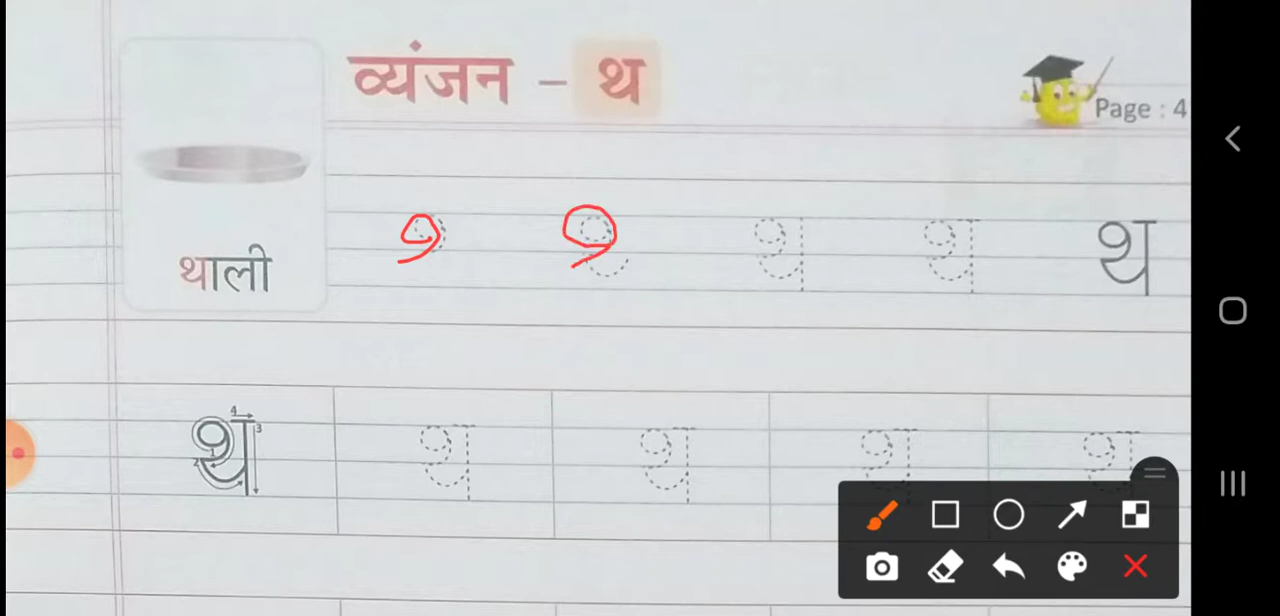 व्यंजन - थ
Page : 4
थाली
थ थ थ
थ थ थ थ थ